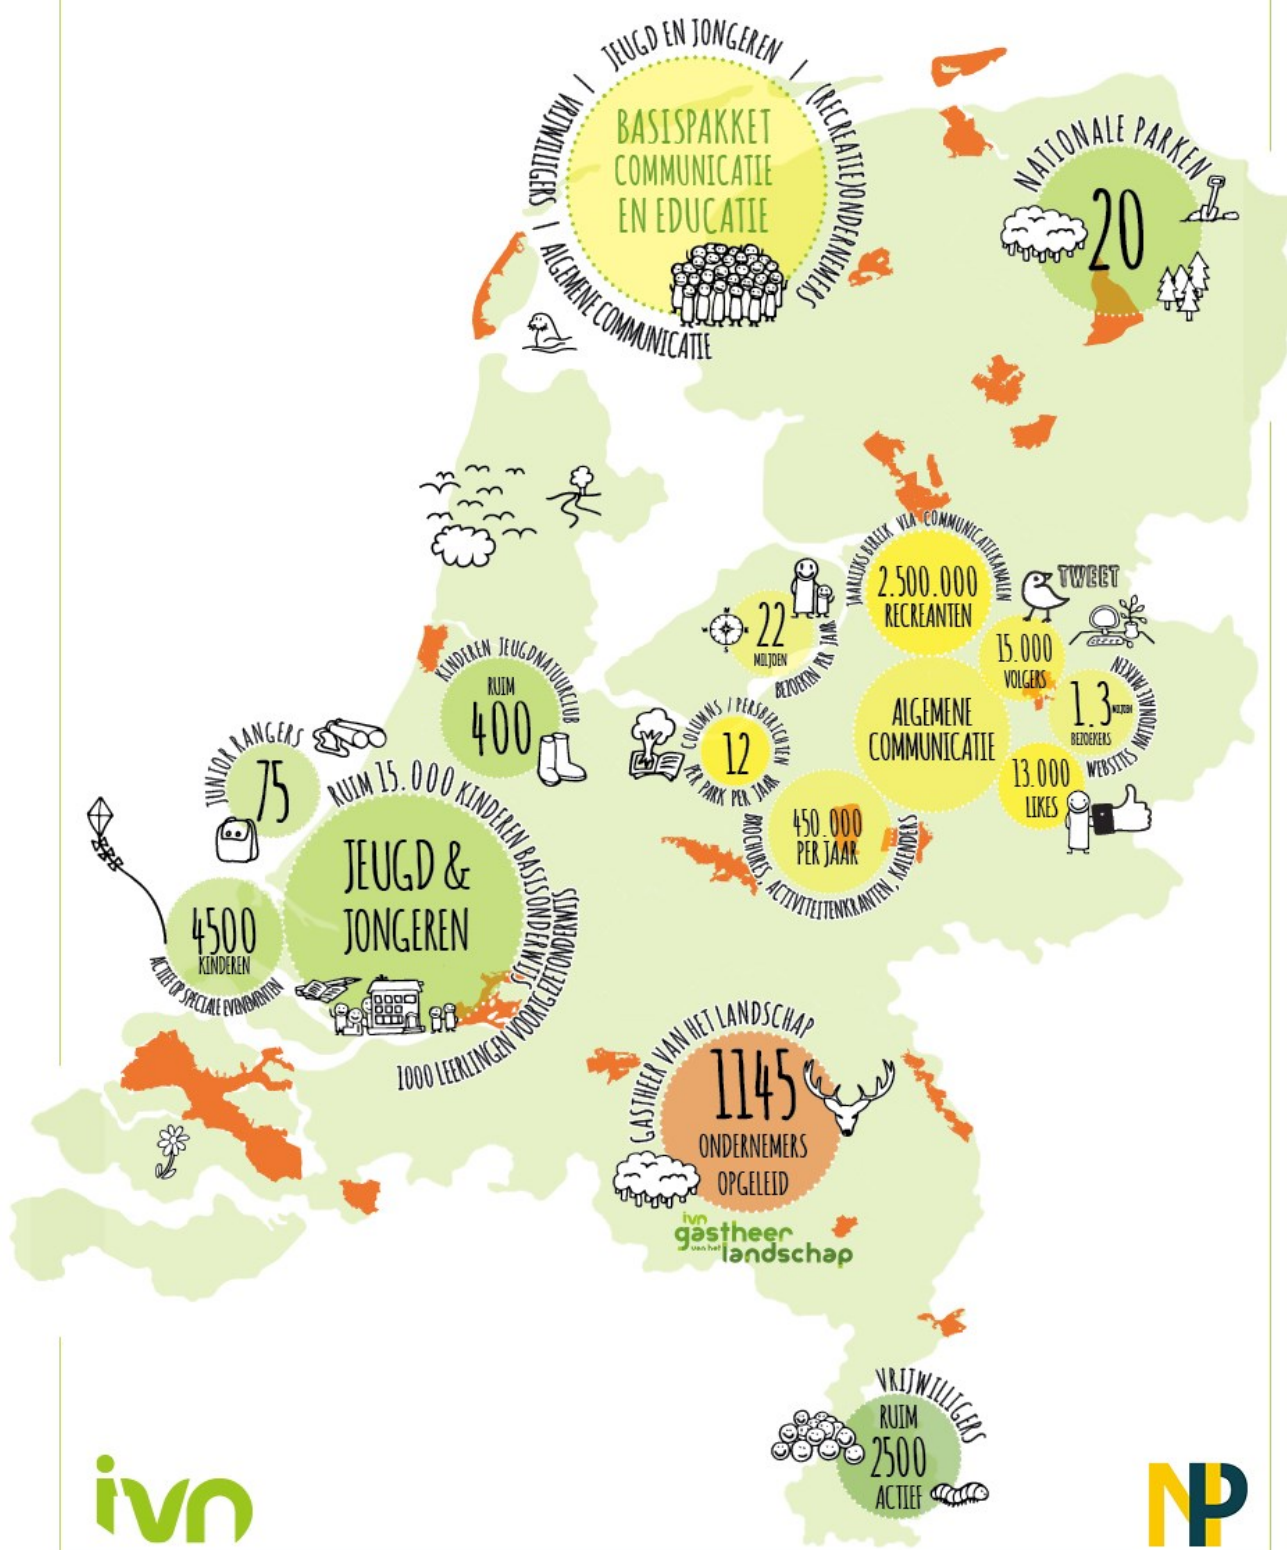 JEUGD EN JONGEREN | (RECREATIE)ONDERNEMERS
ALGEMENE COMMUNICATIE | VRIJWILLIGERS |
BASISPAKKET
COMMUNICATIE
EN EDUCATIE
NATIONALE PARKEN
20
JAARLIJKS BEREIK VIA COMMUNICATIEKANALEN
2.500.000
RECREANTEN
TWEET
15.000
VOLGERS
22
MILJOEN
BEZOEKEN PER JAAR
N
E
S
W
1.3 MILJOEN
BEZOEKERS
WEBSITES NATIONALE PARKEN
ALGEMENE
COMMUNICATIE
13.000
LIKES
COLUMNS / PERSBERICHTEN
12
PER PARK PER JAAR
450.000
PER JAAR
BROCHURES, ACTIVITEITENKRANTEN, KALENDERS
KINDEREN JEUGDNATUURCLUB
RUIM
400
JUNIOR RANGERS
75
RUIM 15.000 KINDEREN BASISONDERWIJS
JEUGD &
JONGEREN
1000 LEERLINGEN VOORTGEZETONDERWIJS
4500
KINDEREN
ACTIEF OP SPECIALE EVENEMENTEN
GASTHEER VAN HET LANDSCHAP
1145
ONDERNEMERS
OPGELEID
ivn
gastheer
van het landschap
VRIJWILLIGERS
RUIM
2500
ACTIEF
ivn
NP